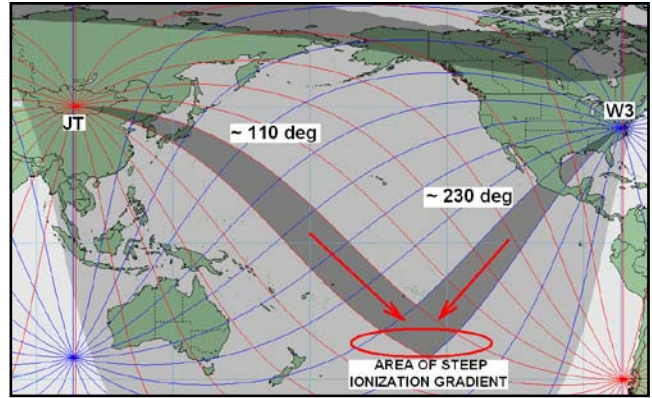 W3
JT
~ 110 deg
~ 230 deg
AREA OF STEEP
IONIZATION GRADIENT